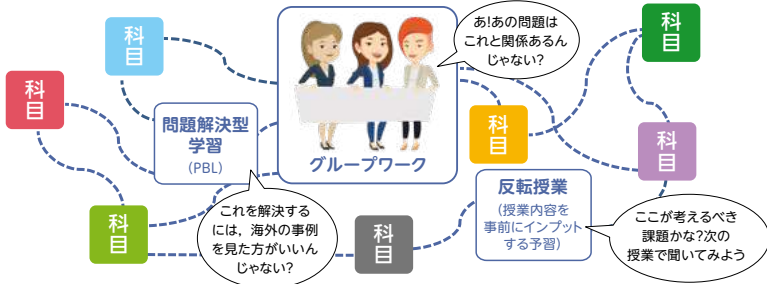 科目
科目
科目
科目
科目
科目
科目
問題解決型
学習
(PBL)
グループワーク
あ!あの問題は
これと関係あるん
じゃない?
これを解決する
には，海外の事例
を見た方がいいん
じゃない?
反転授業
(授業内容を
事前にインプット
する予習)
ここが考えるべき
課題かな?次の
授業で聞いてみよう